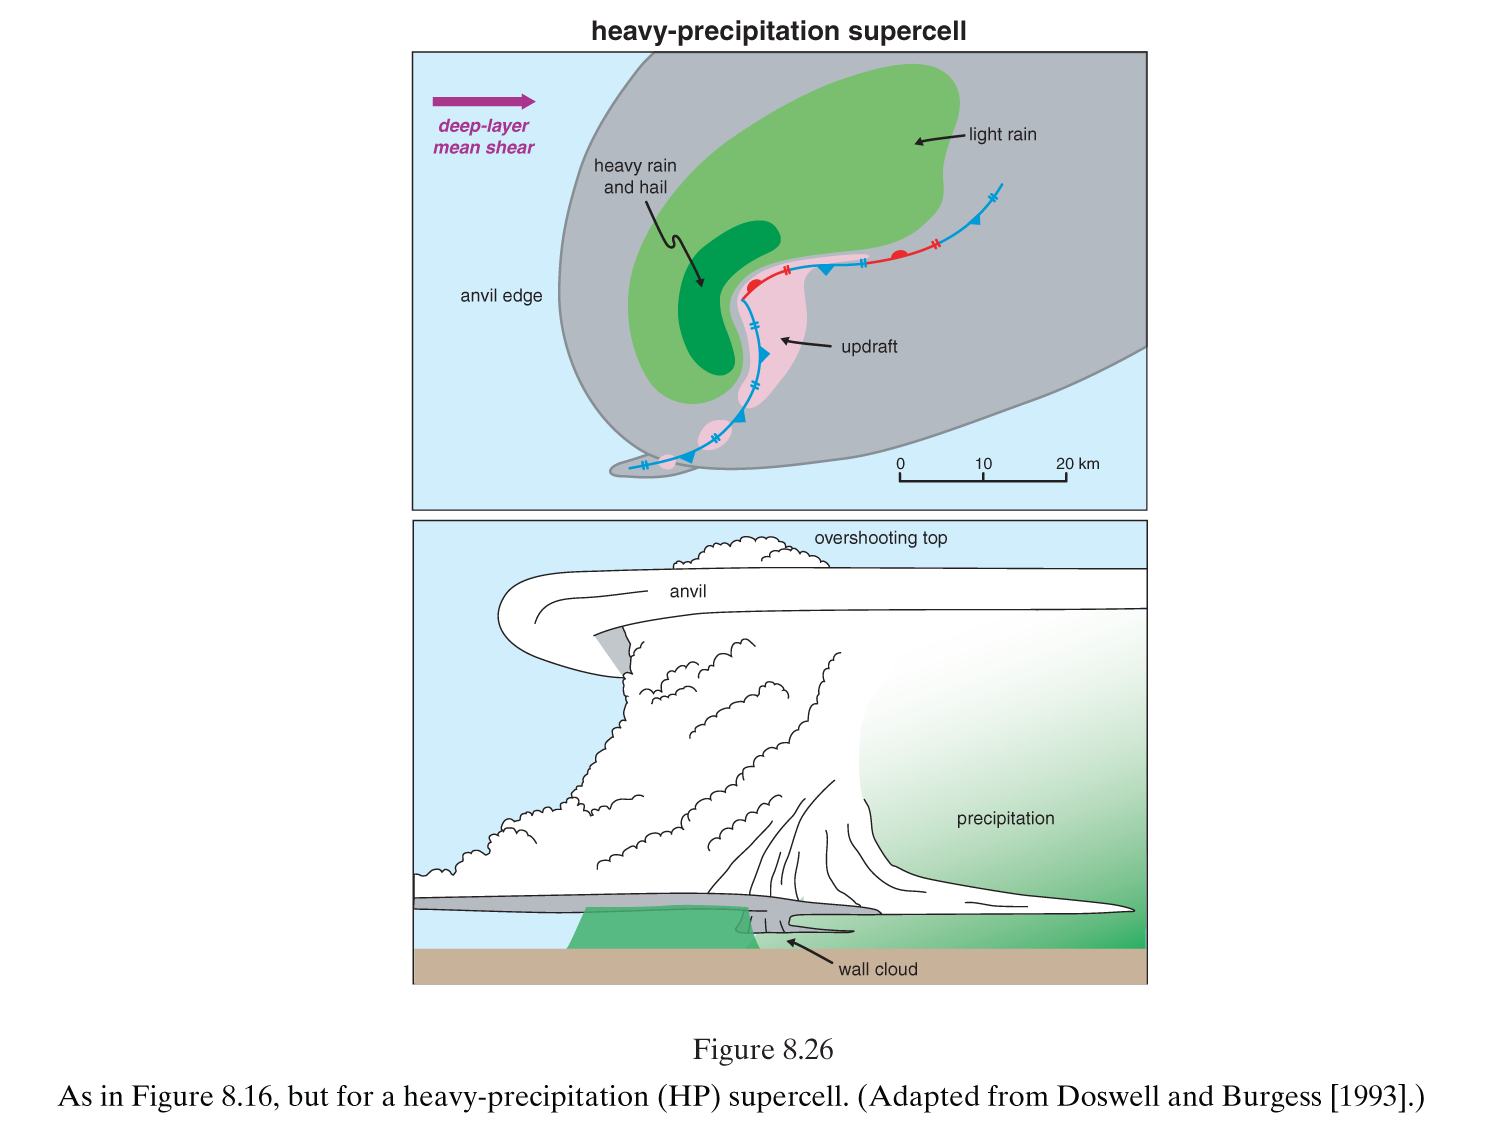 heavy-precipitation supercell
deep-layer
mean shear
light rain
heavy rain
and hail
anvil edge
updraft
0 10 20 km
overshooting top
anvil
precipitation
wall cloud
Figure 8.26
As in Figure 8.16, but for a heavy-precipitation (HP) supercell. (Adapted from Doswell and Burgess [1993].)